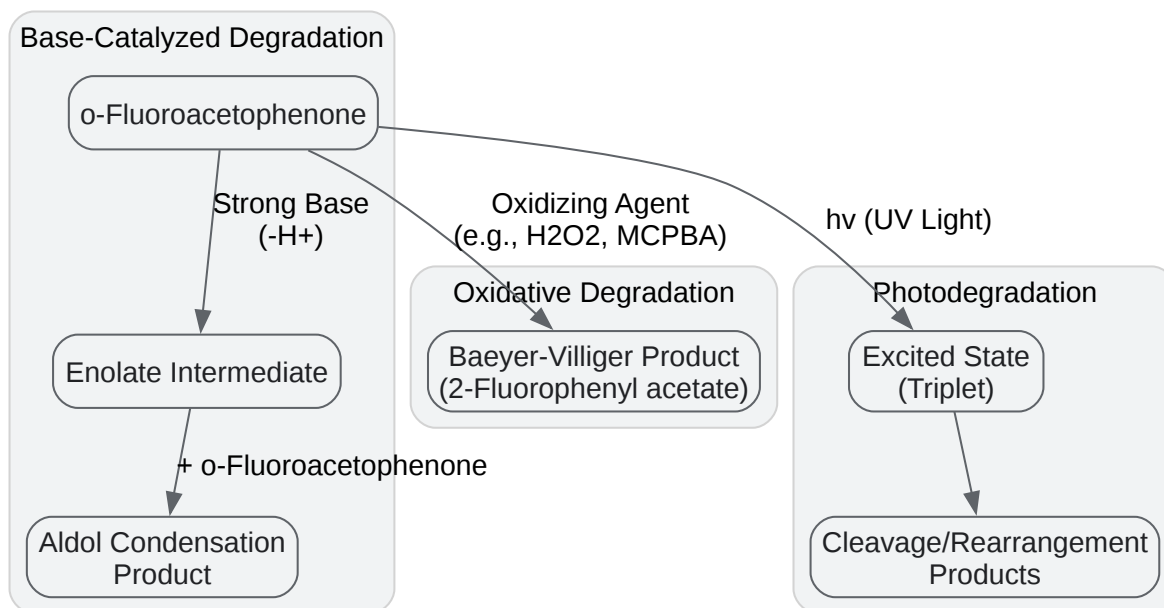 Base-Catalyzed Degradation
o-Fluoroacetophenone
Strong Base
(-H+)
Oxidizing Agent
(e.g., H2O2, MCPBA)
hv (UV Light)
Oxidative Degradation
Photodegradation
Enolate Intermediate
Baeyer-Villiger Product
(2-Fluorophenyl acetate)
Excited State
(Triplet)
+ o-Fluoroacetophenone
Aldol Condensation
Product
Cleavage/Rearrangement
Products